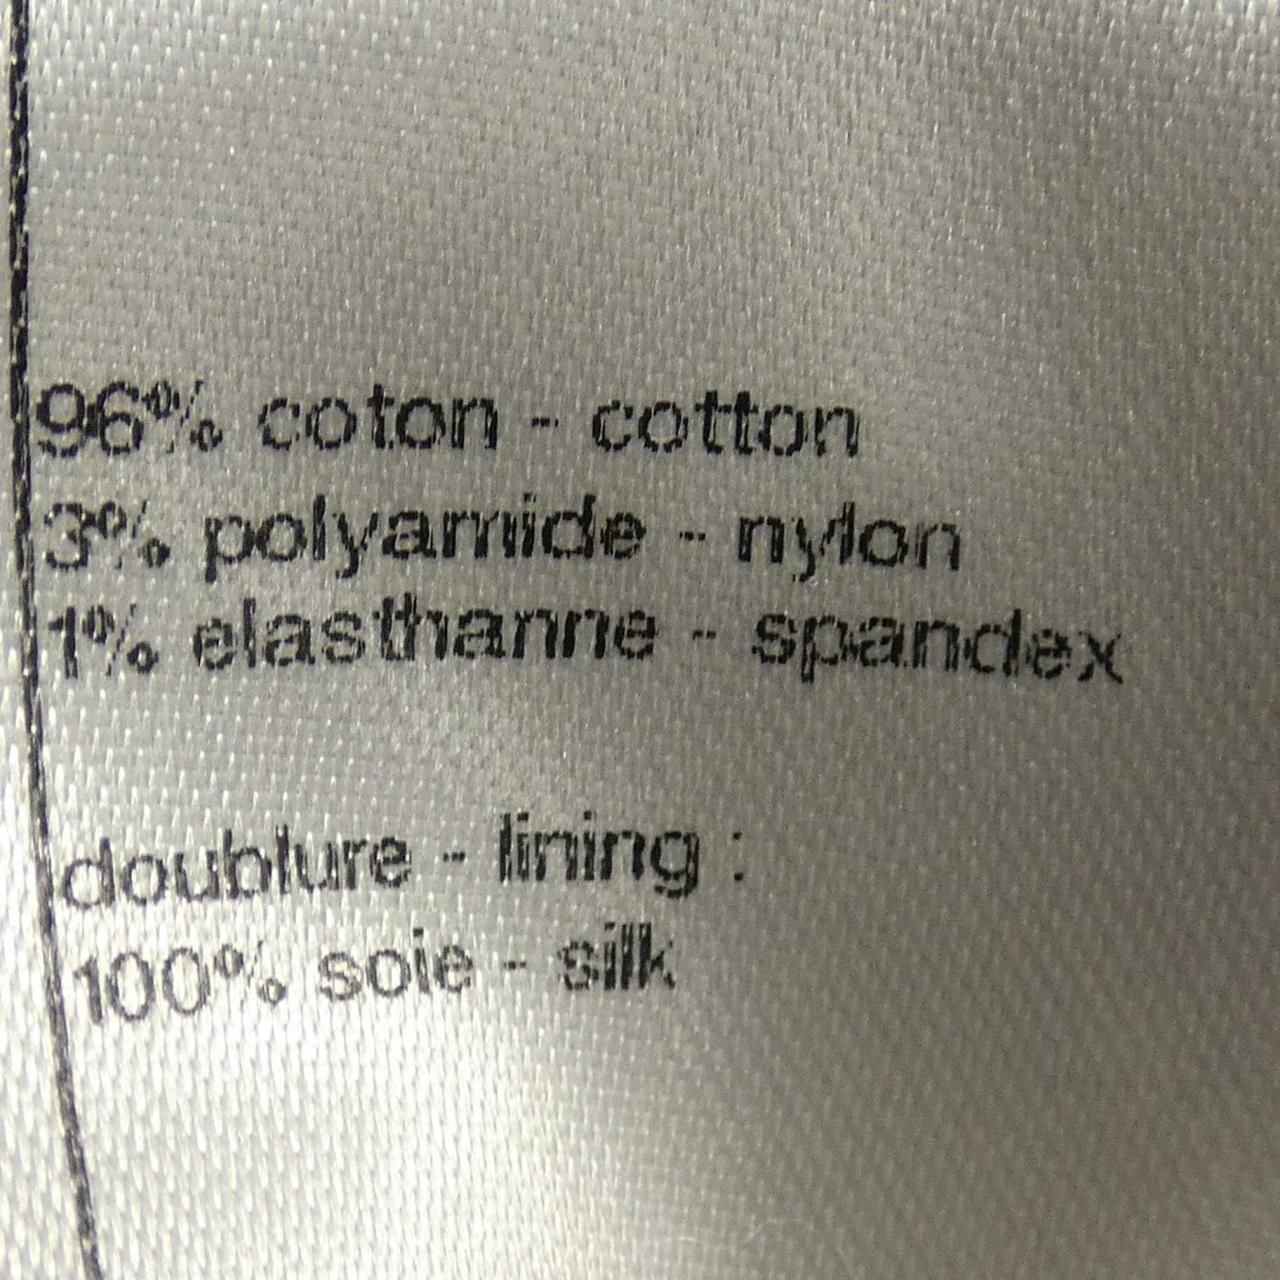 96% coton - cotton
3% polyamide - nylon
1% elasthanne - spandex
doublure - lining :
100% soie - silk